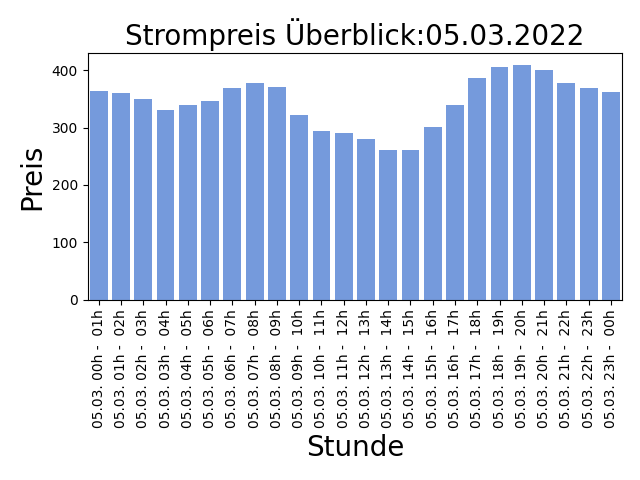 Strompreis Überblick:05.03.2022
Preis
400
300
200
100
0
05.03. 00h -  01h
05.03. 01h -  02h
05.03. 02h -  03h
05.03. 03h -  04h
05.03. 04h -  05h
05.03. 05h -  06h
05.03. 06h -  07h
05.03. 07h -  08h
05.03. 08h -  09h
05.03. 09h -  10h
05.03. 10h -  11h
05.03. 11h -  12h
05.03. 12h -  13h
05.03. 13h -  14h
05.03. 14h -  15h
05.03. 15h -  16h
05.03. 16h -  17h
05.03. 17h -  18h
05.03. 18h -  19h
05.03. 19h -  20h
05.03. 20h -  21h
05.03. 21h -  22h
05.03. 22h -  23h
05.03. 23h -  00h
Stunde